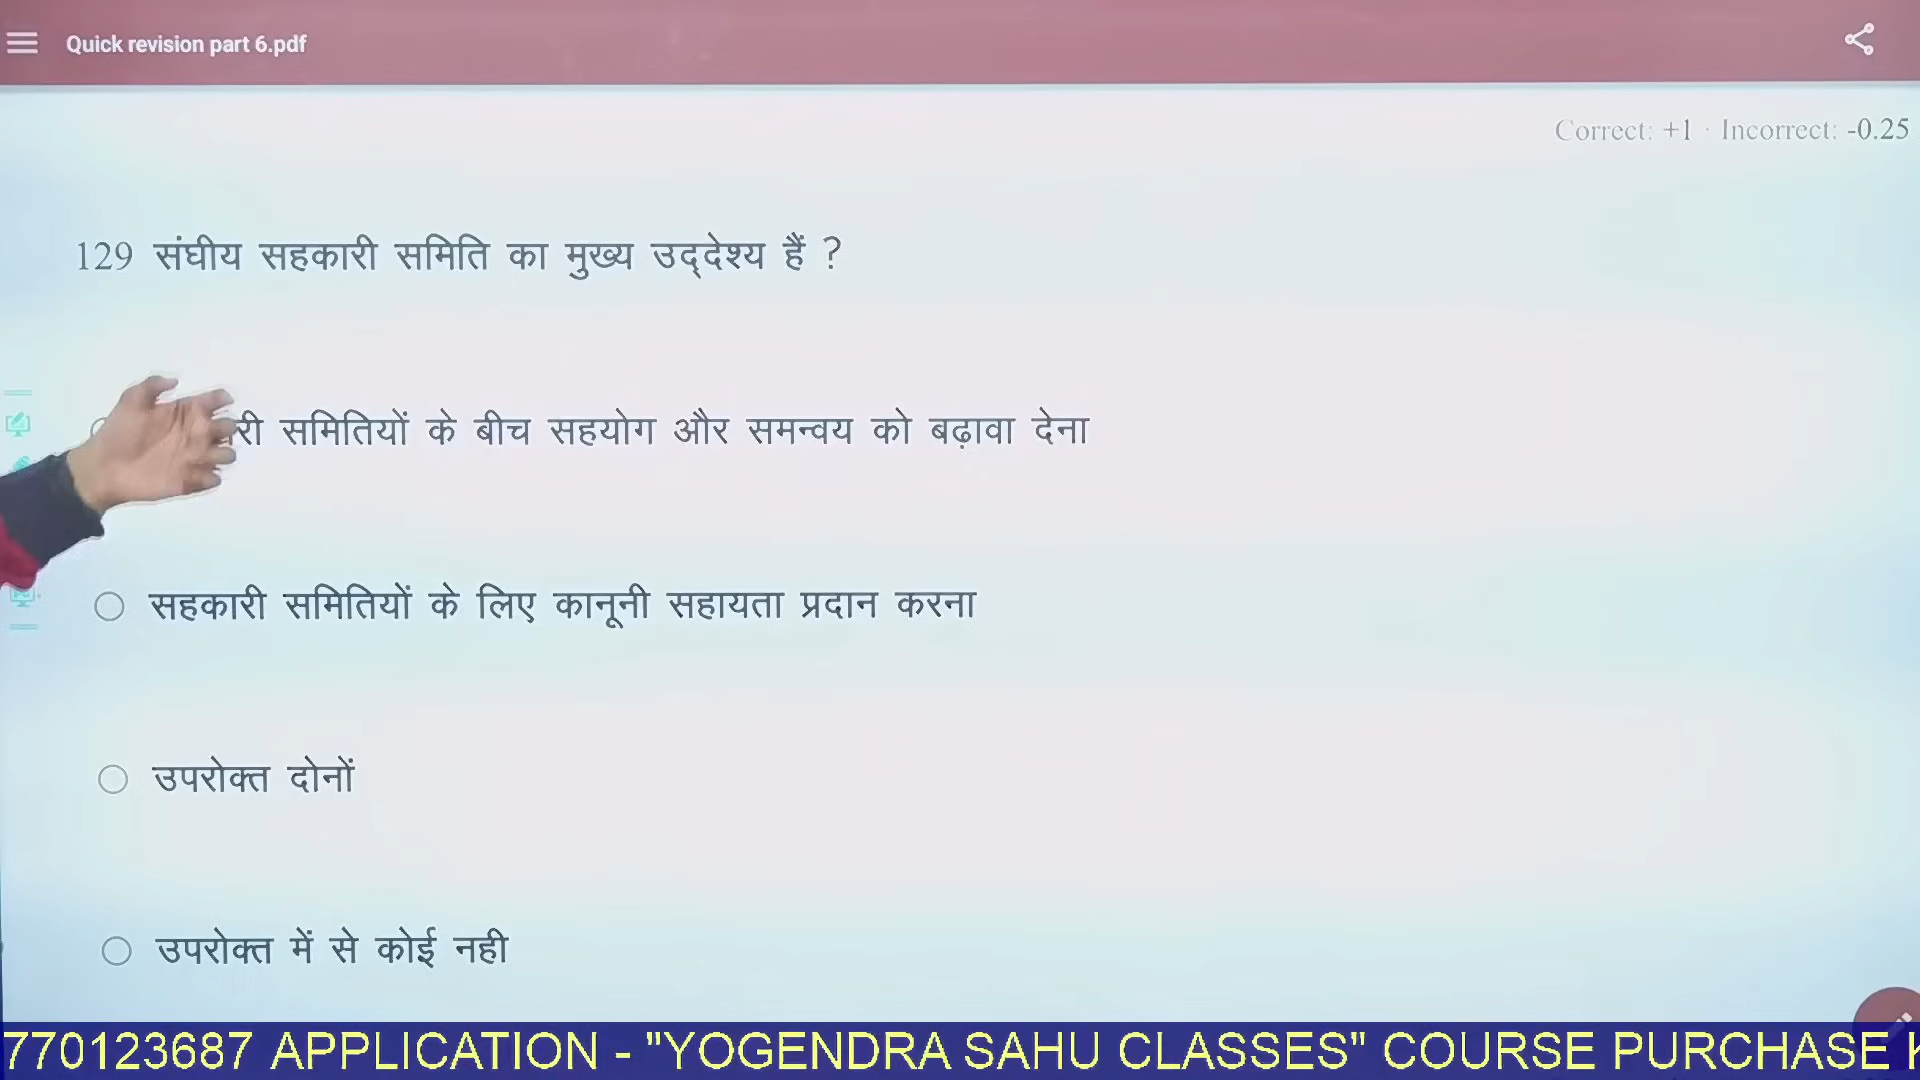 Quick revision part 6.pdf
Correct: +1 · Incorrect: -0.25
129 संघीय सहकारी समिति का मुख्य उद्देश्य हैं ?
री समितियों के बीच सहयोग और समन्वय को बढ़ावा देना
सहकारी समितियों के लिए कानूनी सहायता प्रदान करना
उपरोक्त दोनों
उपरोक्त में से कोई नही
770123687 APPLICATION - "YOGENDRA SAHU CLASSES" COURSE PURCHASE